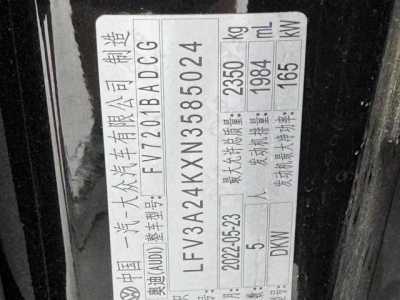 中国 一汽-大众汽车有限公司 制造
奥迪(AUDI) 整车型号: FV7201BADCG
LFV3A24KXN3585024
2022-05-23 最大允许总质量: 2350 kg
5 人 发动机排量: 1984 mL
DKW 发动机最大净功率: 165 kW